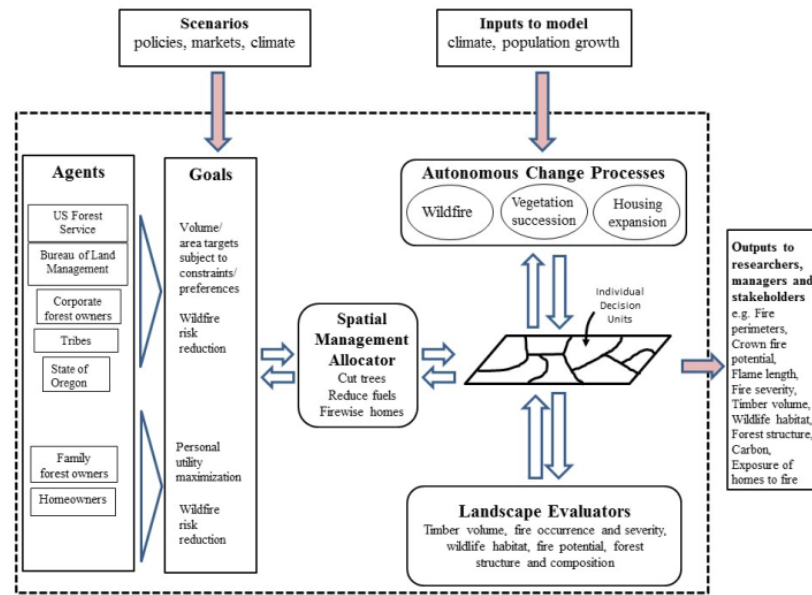 Scenarios
policies, markets, climate
Inputs to model
climate, population growth
Agents
US Forest
Service
Bureau of Land
Management
Corporate
forest owners
Tribes
State of
Oregon
Family
forest owners
Homeowners
Goals
Volume/
area targets
subject to
constraints/
preferences
Wildfire
risk
reduction
Personal
utility
maximization
Wildfire
risk
reduction
Spatial
Management
Allocator
Cut trees
Reduce fuels
Firewise homes
Autonomous Change Processes
Wildfire
Vegetation
succession
Housing
expansion
Individual
Decision
Units
Landscape Evaluators
Timber volume, fire occurrence and severity,
wildlife habitat, fire potential, forest
structure and composition
Outputs to
researchers,
managers and
stakeholders
e.g. Fire
perimeters,
Crown fire
potential,
Flame length,
Fire severity,
Timber volume,
Wildlife habitat,
Forest structure,
Carbon,
Exposure of
homes to fire